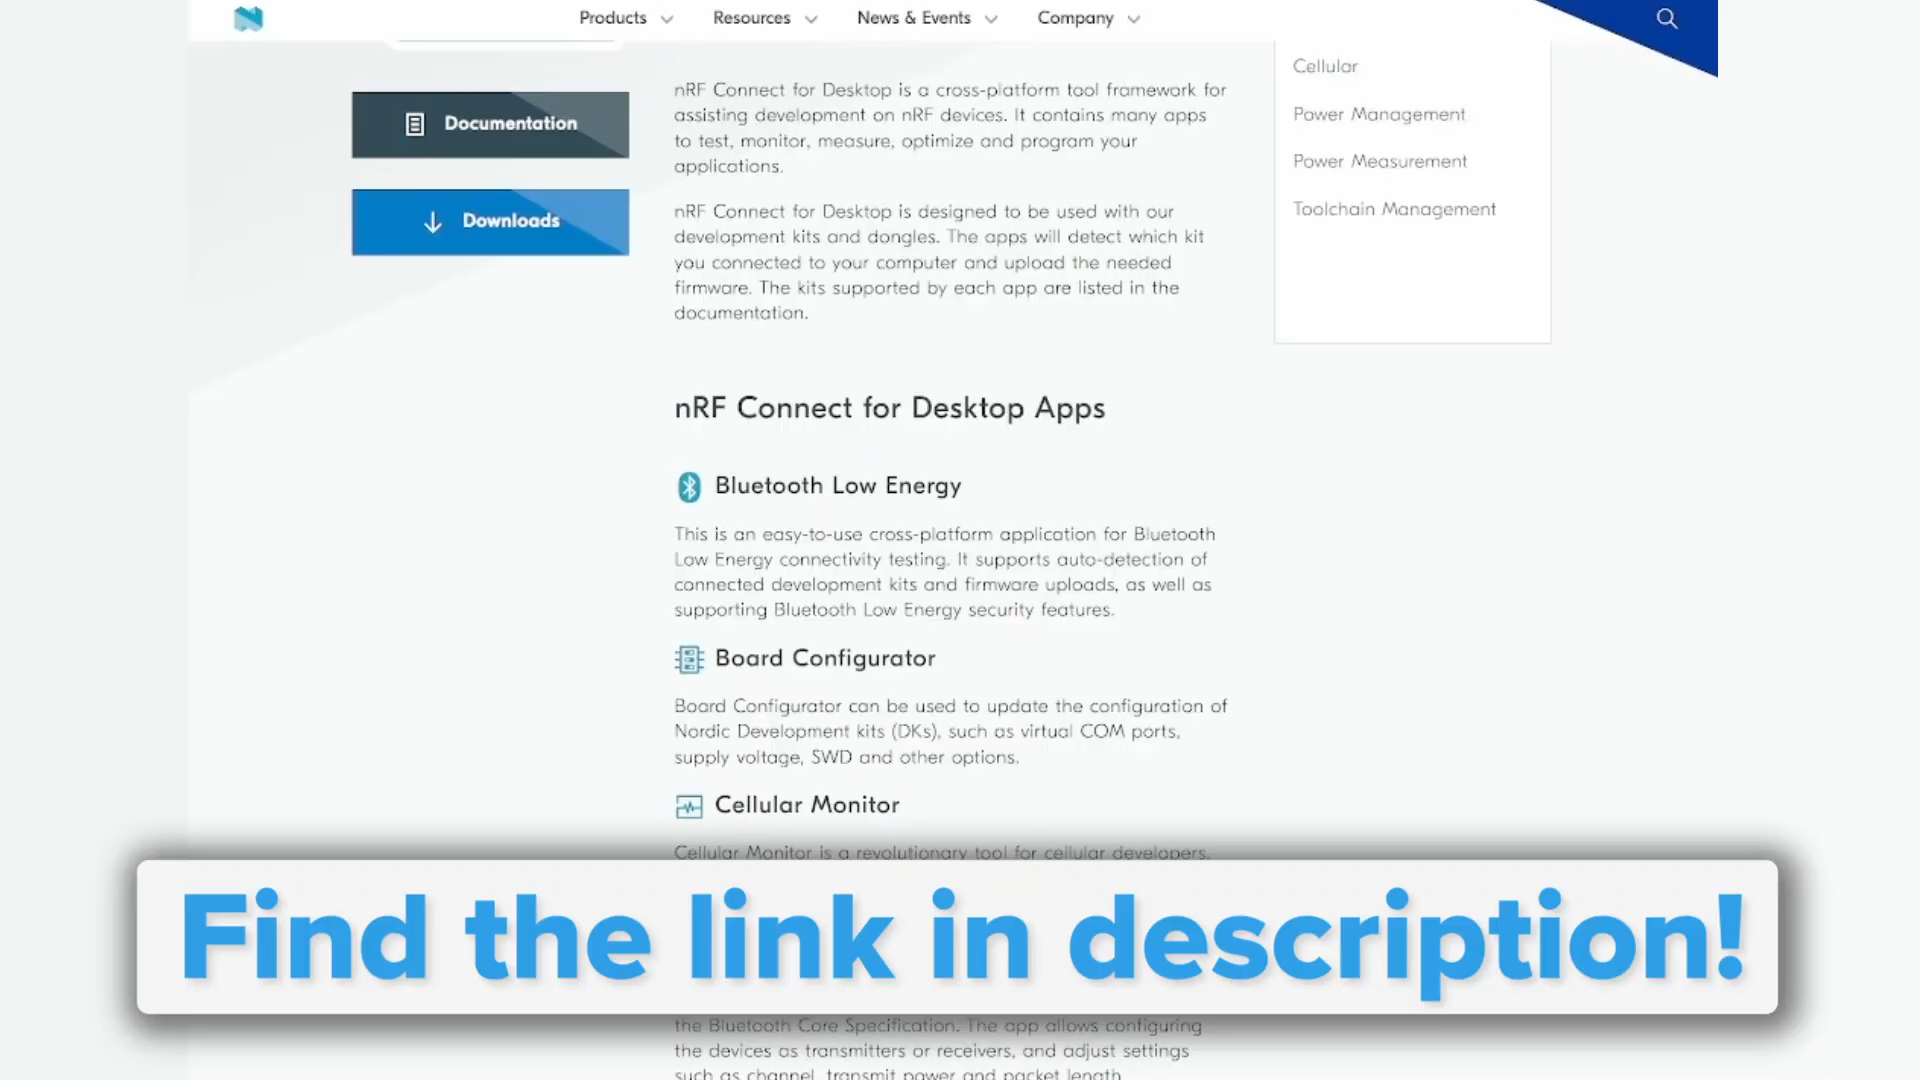 Products
Resources
News & Events
Company
Documentation
Downloads
nRF Connect for Desktop is a cross-platform tool framework for
assisting development on nRF devices. It contains many apps
to test, monitor, measure, optimize and program your
applications.
nRF Connect for Desktop is designed to be used with our
development kits and dongles. The apps will detect which kit
you connected to your computer and upload the needed
firmware. The kits supported by each app are listed in the
documentation.
Cellular
Power Management
Power Measurement
Toolchain Management
nRF Connect for Desktop Apps
Bluetooth Low Energy
This is an easy-to-use cross-platform application for Bluetooth
Low Energy connectivity testing. It supports auto-detection of
connected development kits and firmware uploads, as well as
supporting Bluetooth Low Energy security features.
Board Configurator
Board Configurator can be used to update the configuration of
Nordic Development kits (DKs), such as virtual COM ports,
supply voltage, SWD and other options.
Cellular Monitor
Cellular Monitor is a revolutionary tool for cellular developers.
Find the link in description!
the Bluetooth Core Specification. The app allows configuring
the devices as transmitters or receivers, and adjust settings
such as channel, transmit power and packet length